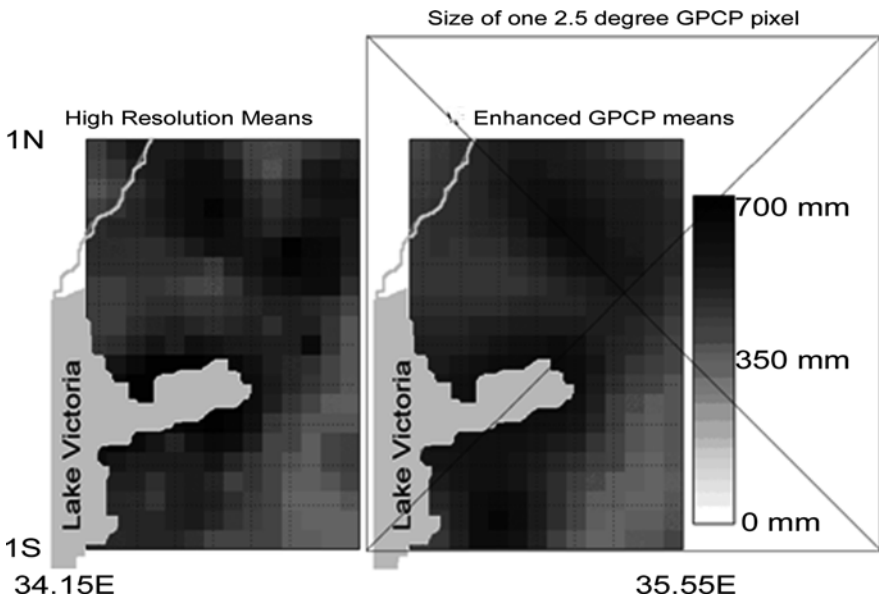 Size of one 2.5 degree GPCP pixel
High Resolution Means
Enhanced GPCP means
1N
700 mm
350 mm
Lake Victoria
Lake Victoria
0 mm
1S
34.15E
35.55E